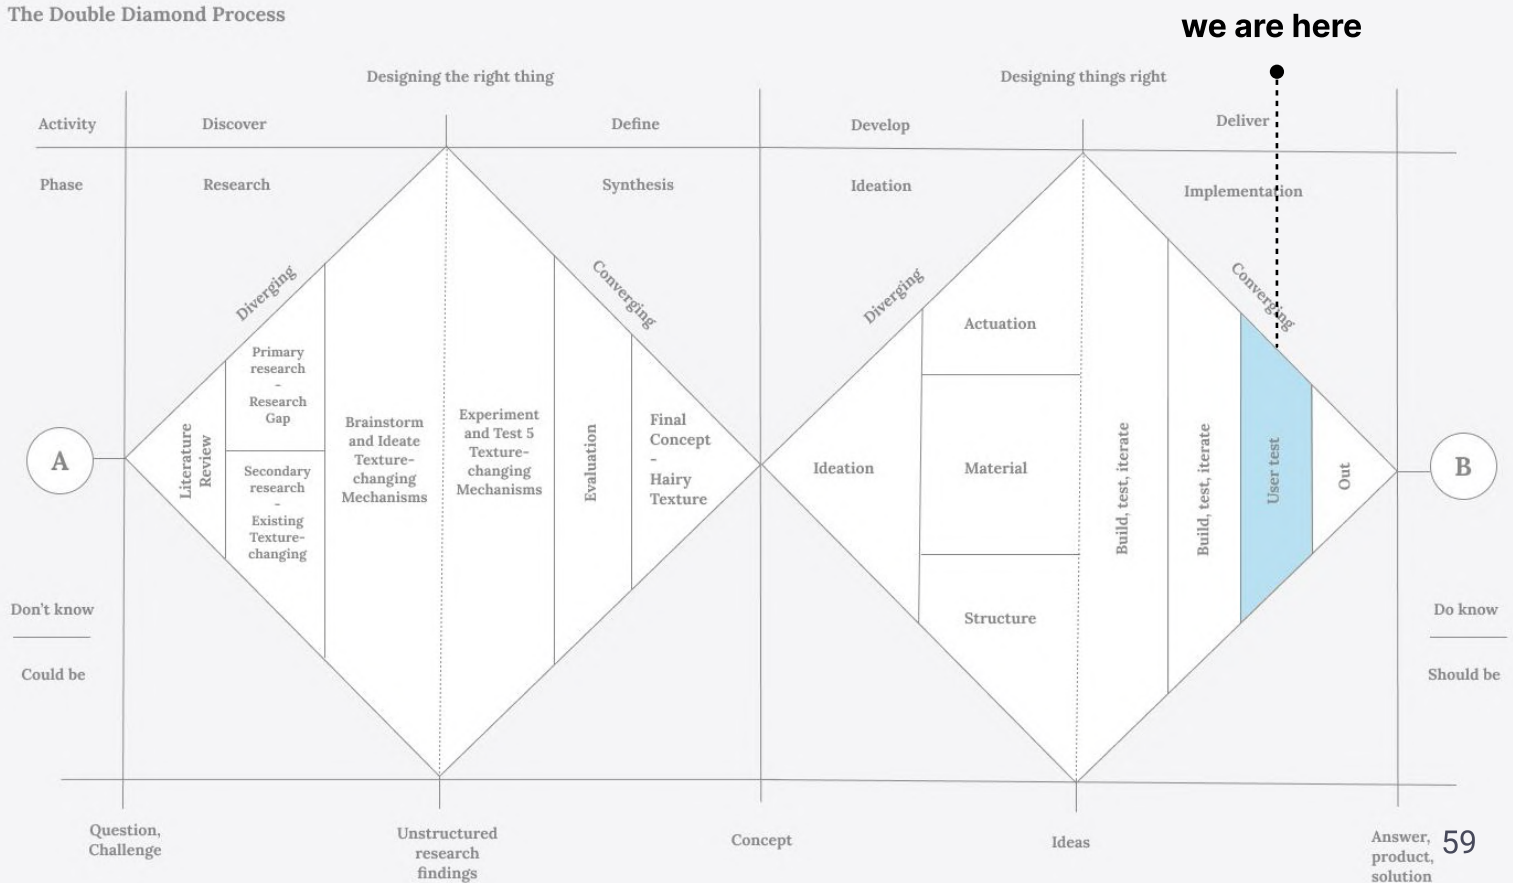 The Double Diamond Process
we are here
Designing the right thing
Designing things right
Activity
Discover
Define
Develop
Deliver
Phase
Research
Synthesis
Ideation
Implementation
Diverging
Converging
Diverging
Converging
A
Literature
Review
Primary
research
-
Research
Gap
Secondary
research
-
Existing
Texture-
changing
Brainstorm
and Ideate
Texture-
changing
Mechanisms
Experiment
and Test 5
Texture-
changing
Mechanisms
Evaluation
Final
Concept
-
Hairy
Texture
Ideation
Actuation
Material
Structure
Build, test, iterate
Build, test, iterate
User test
Out
B
Don't know
Could be
Do know
Should be
Question,
Challenge
Unstructured
research
findings
Concept
Ideas
Answer,
product,
solution
59